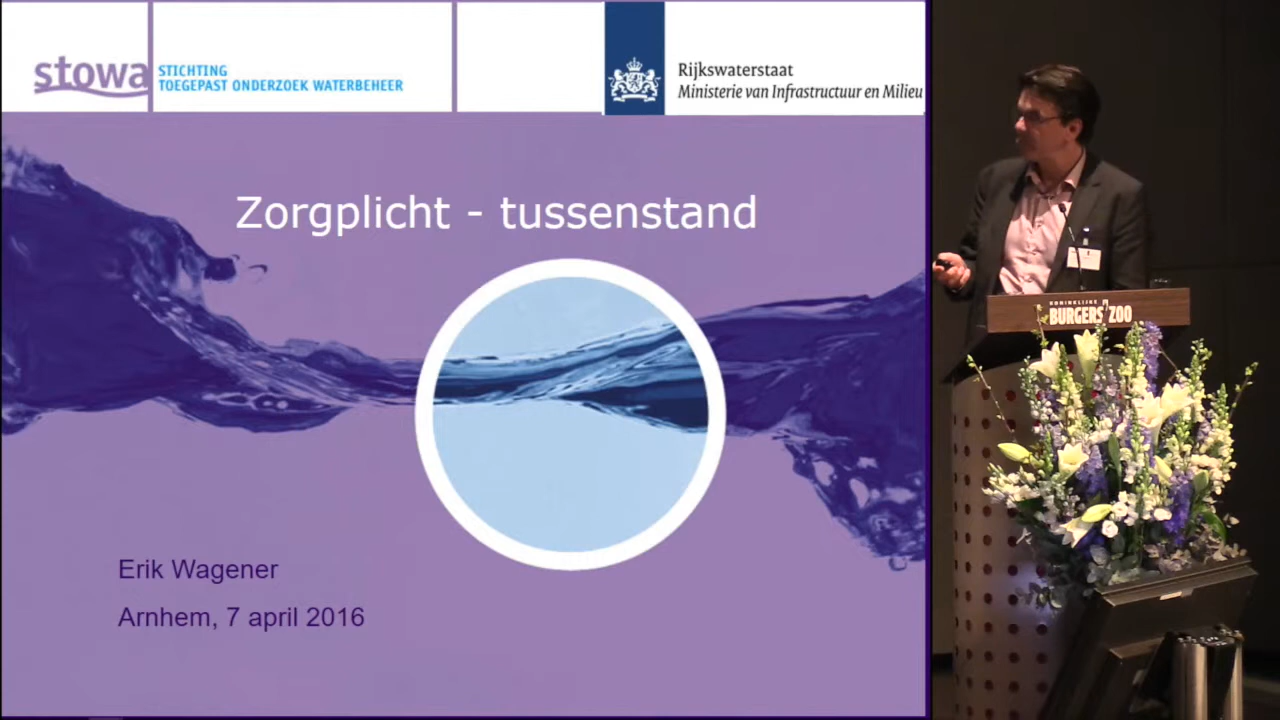 stowa
STICHTING
TOEGEPAST ONDERZOEK WATERBEHEER
Rijkswaterstaat
Ministerie van Infrastructuur en Milieu
Zorgplicht - tussenstand
Erik Wagener
Arnhem, 7 april 2016
KONINKLIJKE
BURGERS' ZOO